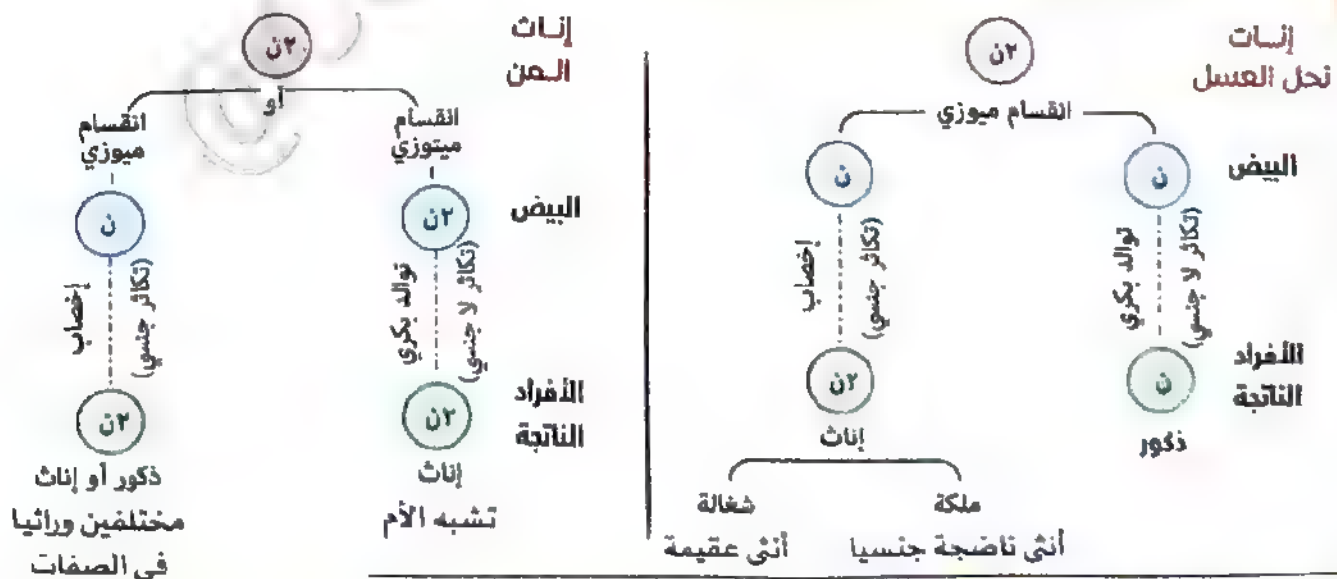 إناث
نحل العسل
٢ن
انقسام ميوزي
البيض
ن
ن
توالد بكري
(تكاثر لا جنسي)
إخصاب
(تكاثر جنسي)
الأفراد
الناتجة
ن
٢ن
ذكور
إناث
ملكة
شغالة
أنثى ناضجة جنسيا
أنثى عقيمة
إناث
المن
٢ن
أو
انقسام
ميتوزي
انقسام
ميوزي
البيض
٢ن
ن
توالد بكري
(تكاثر لا جنسي)
إخصاب
(تكاثر جنسي)
الأفراد
الناتجة
٢ن
٢ن
إناث
تشبه الأم
ذكور أو إناث
مختلفين وراثيا
في الصفات